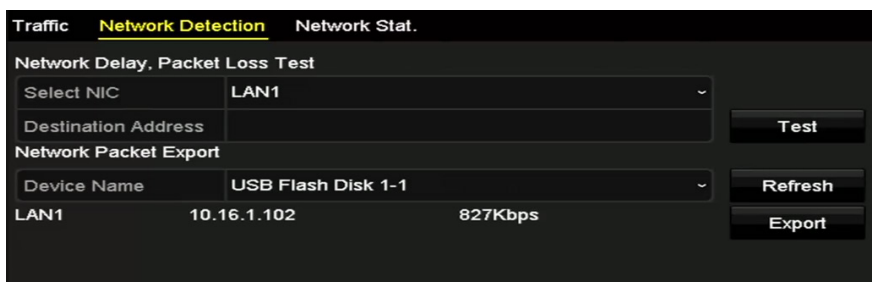 Traffic Network Detection Network Stat.
Network Delay, Packet Loss Test
Select NIC LAN1
Destination Address Test
Network Packet Export
Device Name USB Flash Disk 1-1 Refresh
LAN1 10.16.1.102 827Kbps Export